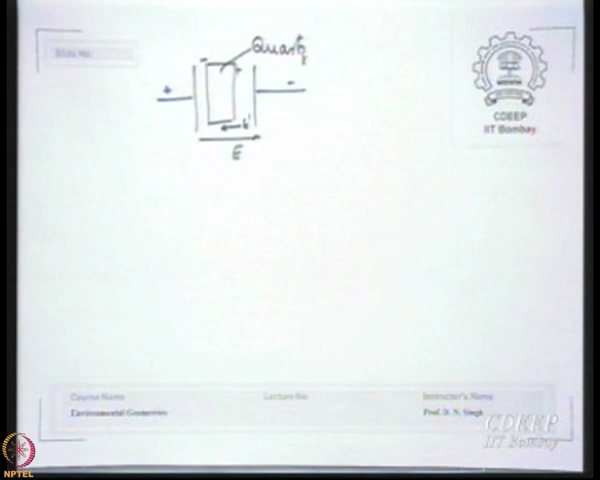 Slide No.
Quartz
+
-
-
+
E'
E
CDEEP
IIT Bombay
Course Name
Lecture No.
Instructor's Name
Environmental Geomechanics
Prof. D. N. Singh
CDEEP
IIT Bombay
NPTEL